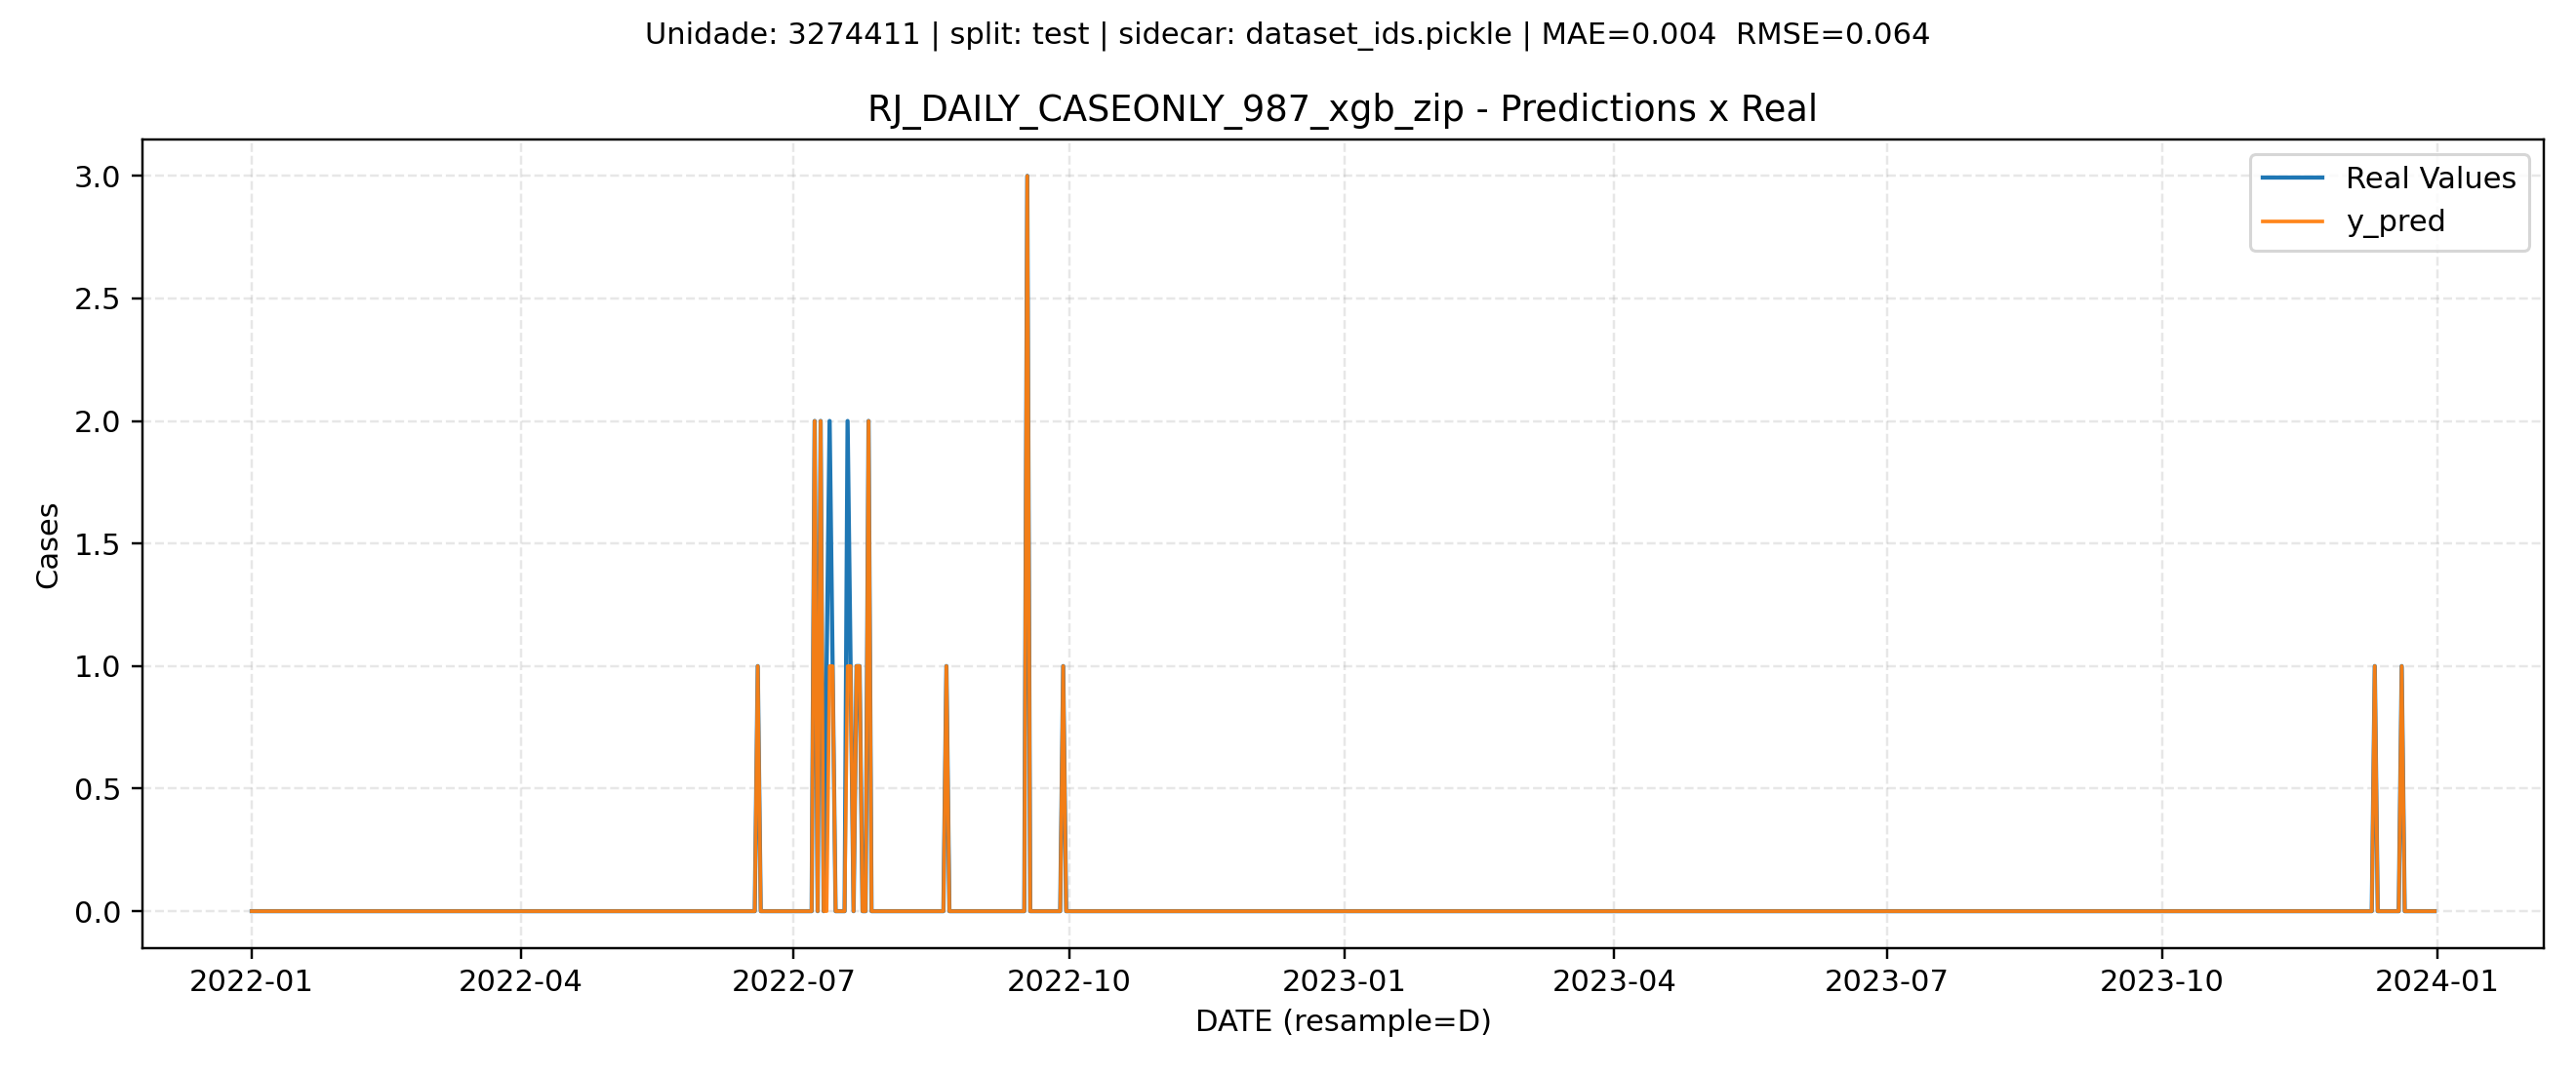 Unidade: 3274411 | split: test | sidecar: dataset_ids.pickle | MAE=0.004  RMSE=0.064
RJ_DAILY_CASEONLY_987_xgb_zip - Predictions x Real
Real Values
y_pred
Cases
3.0
2.5
2.0
1.5
1.0
0.5
0.0
2022-01
2022-04
2022-07
2022-10
2023-01
2023-04
2023-07
2023-10
2024-01
DATE (resample=D)